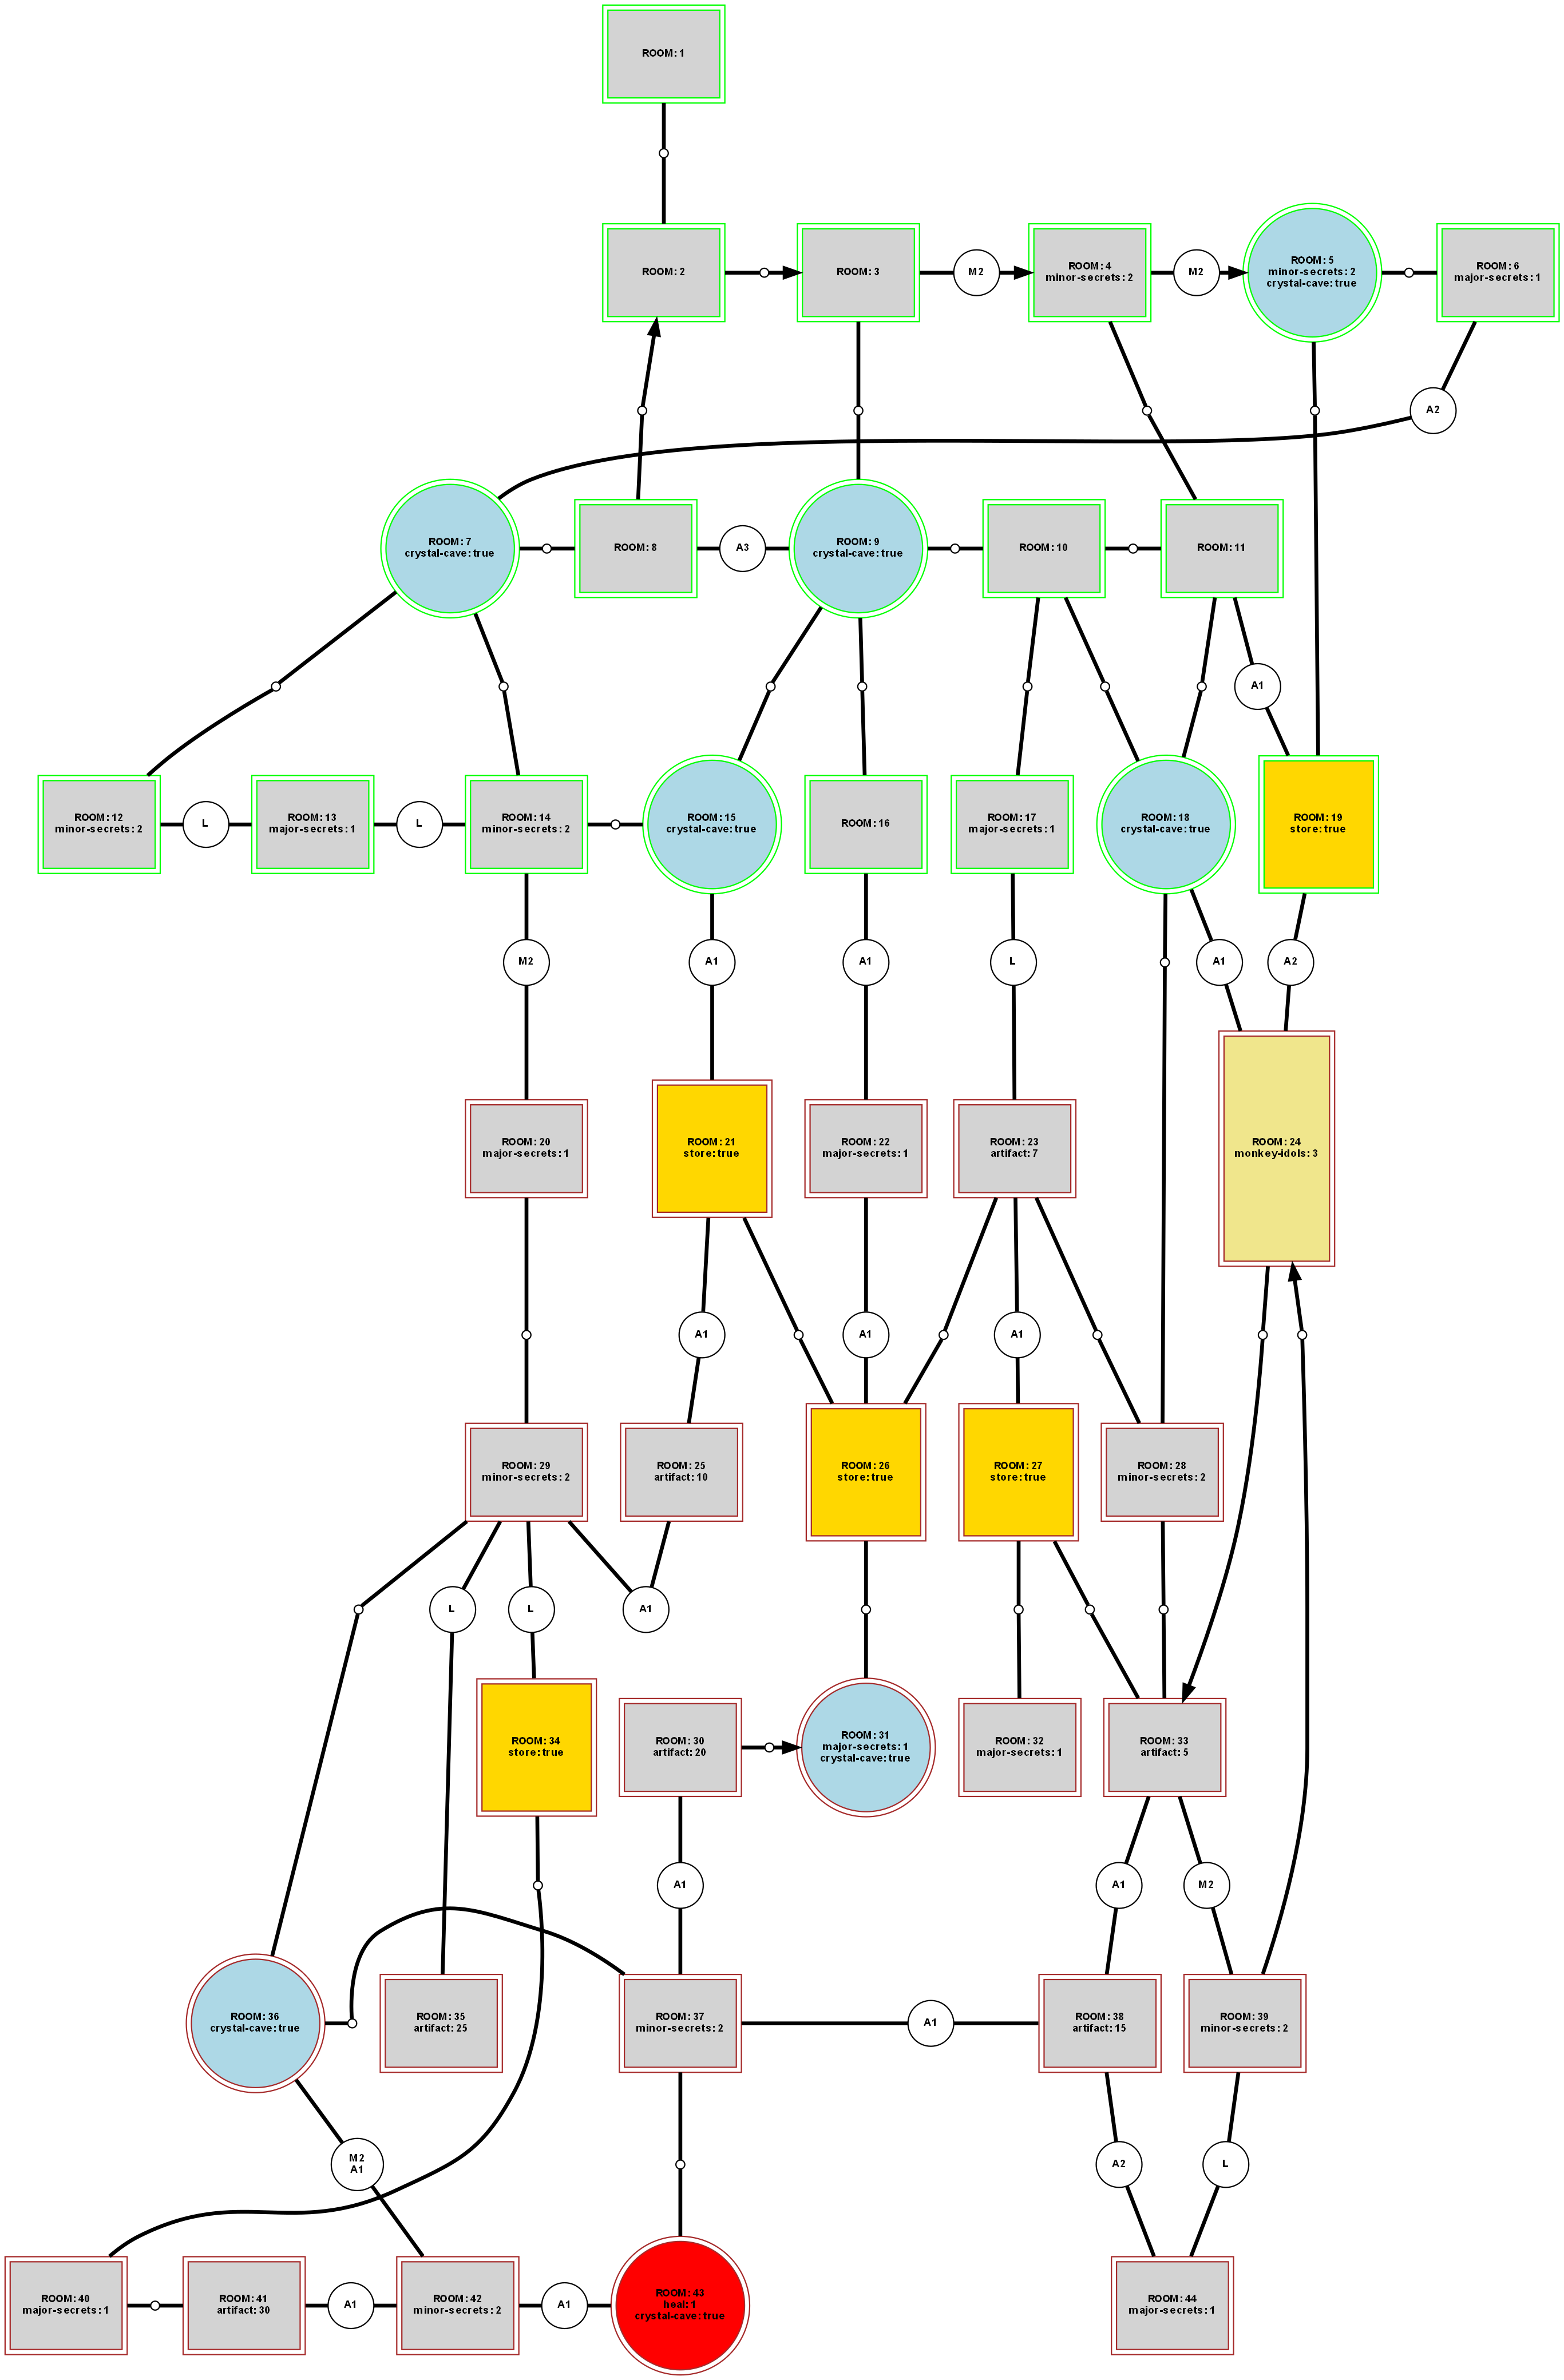 ROOM: 1
ROOM: 2
ROOM: 3
M2
ROOM: 4
minor-secrets: 2
M2
ROOM: 5
minor-secrets: 2
crystal-cave: true
ROOM: 6
major-secrets: 1
A2
ROOM: 7
crystal-cave: true
ROOM: 8
A3
ROOM: 9
crystal-cave: true
ROOM: 10
ROOM: 11
A1
ROOM: 12
minor-secrets: 2
L
ROOM: 13
major-secrets: 1
L
ROOM: 14
minor-secrets: 2
ROOM: 15
crystal-cave: true
ROOM: 16
ROOM: 17
major-secrets: 1
ROOM: 18
crystal-cave: true
ROOM: 19
store: true
M2
A1
A1
L
A1
A2
ROOM: 20
major-secrets: 1
ROOM: 21
store: true
ROOM: 22
major-secrets: 1
ROOM: 23
artifact: 7
ROOM: 24
monkey-idols: 3
A1
A1
A1
ROOM: 29
minor-secrets: 2
ROOM: 25
artifact: 10
ROOM: 26
store: true
ROOM: 27
store: true
ROOM: 28
minor-secrets: 2
L
L
A1
ROOM: 34
store: true
ROOM: 30
artifact: 20
ROOM: 31
major-secrets: 1
crystal-cave: true
ROOM: 32
major-secrets: 1
ROOM: 33
artifact: 5
A1
A1
M2
ROOM: 36
crystal-cave: true
ROOM: 35
artifact: 25
ROOM: 37
minor-secrets: 2
A1
ROOM: 38
artifact: 15
ROOM: 39
minor-secrets: 2
M2
A1
A2
L
ROOM: 40
major-secrets: 1
ROOM: 41
artifact: 30
A1
ROOM: 42
minor-secrets: 2
A1
ROOM: 43
heal: 1
crystal-cave: true
ROOM: 44
major-secrets: 1